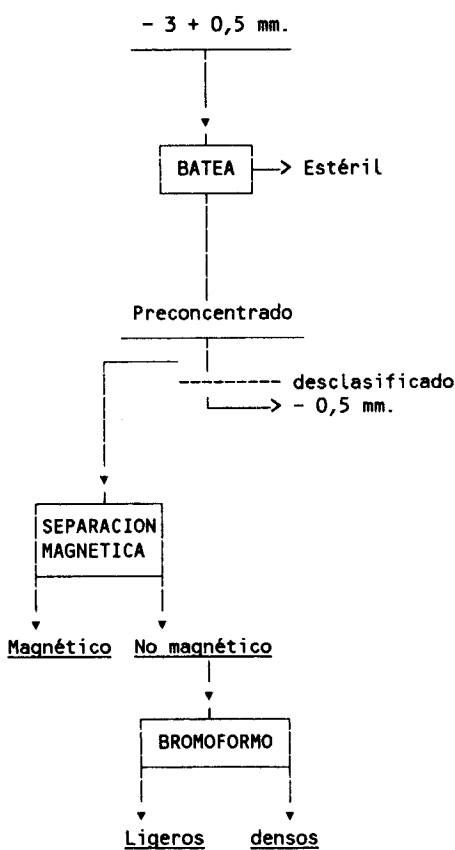 - 3 + 0,5 mm.
BATEA
Estéril
Preconcentrado
desclasificado
- 0,5 mm.
SEPARACION
MAGNETICA
Magnético
No magnético
BROMOFORMO
Ligeros
densos